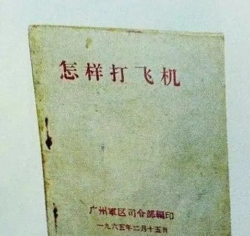 怎样打飞机
广州军区司令部编印
一九六五年二月十五日